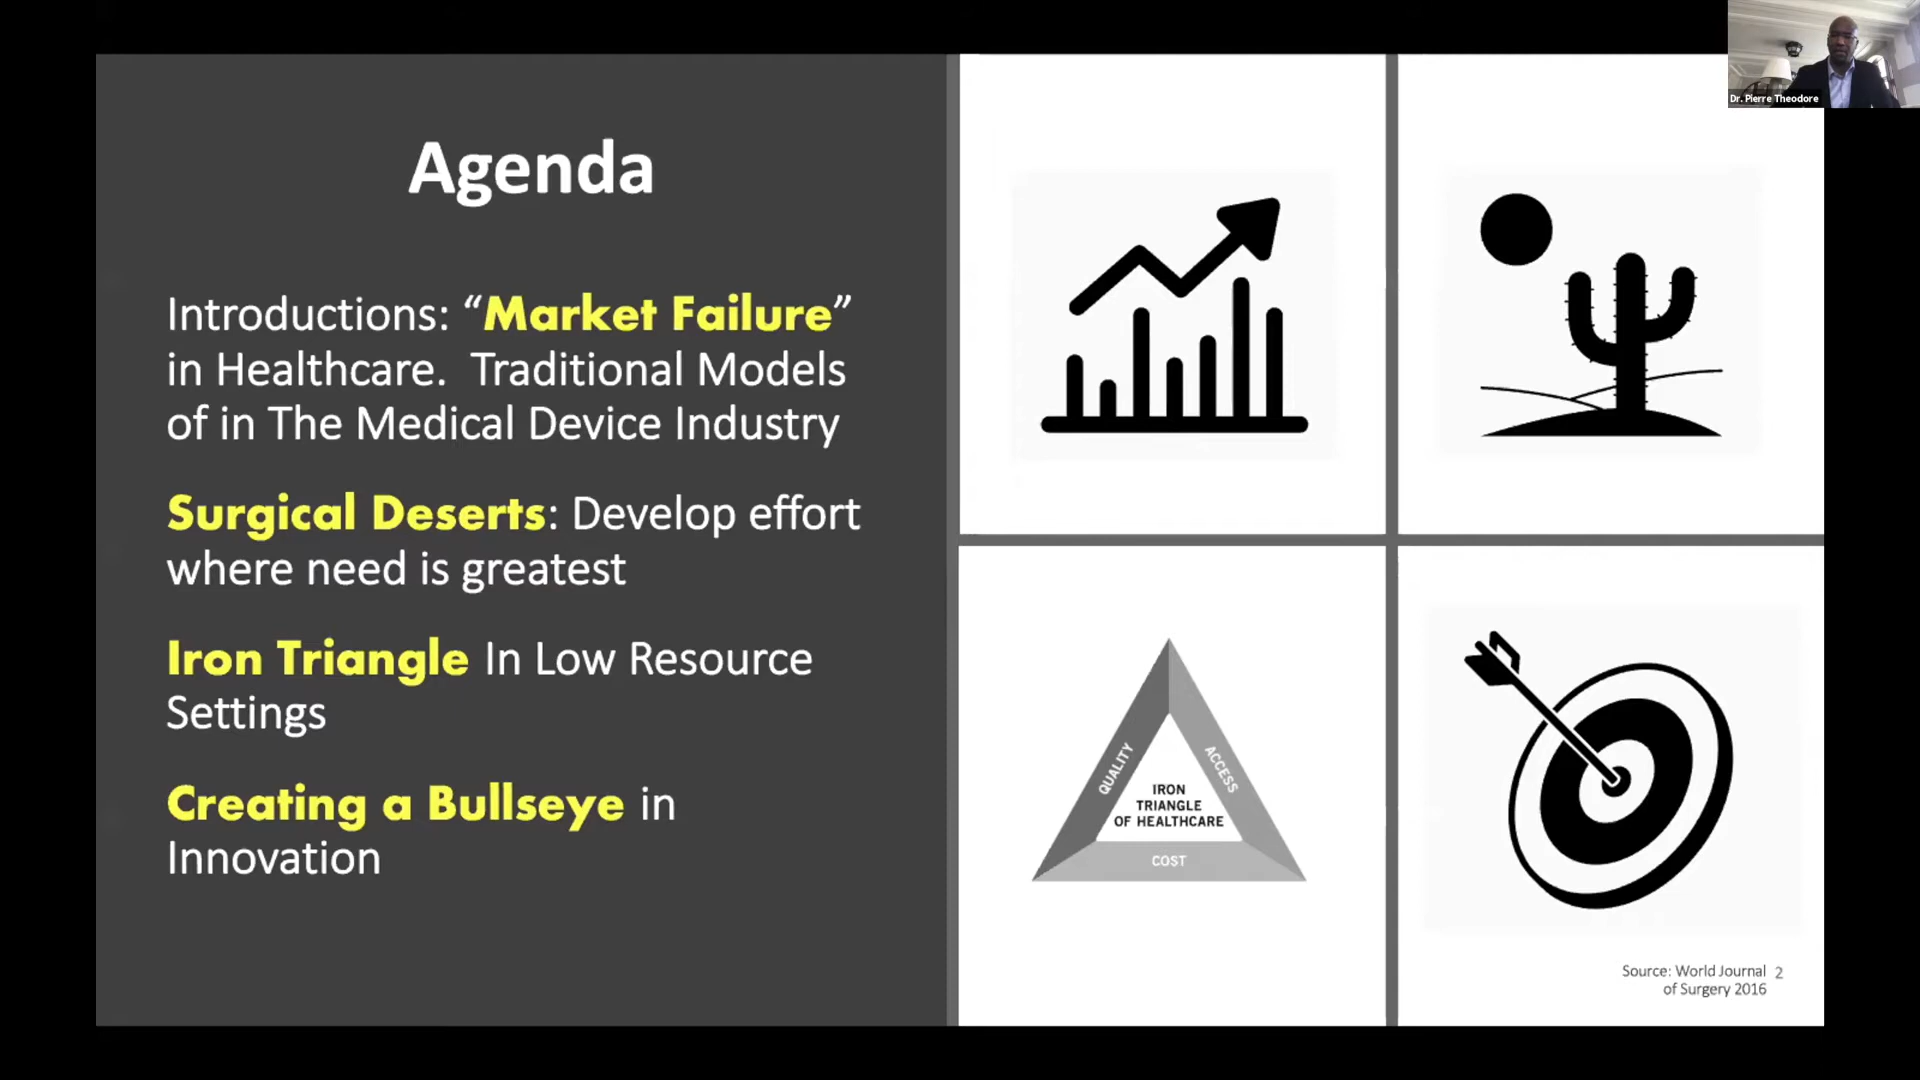 Dr. Pierre Theodore
Agenda
Introductions: “Market Failure”
in Healthcare.  Traditional Models
of in The Medical Device Industry
Surgical Deserts: Develop effort
where need is greatest
Iron Triangle In Low Resource
Settings
Creating a Bullseye in
Innovation
QUALITY
ACCESS
IRON
TRIANGLE
OF HEALTHCARE
COST
Source: World Journal
of Surgery 2016
2